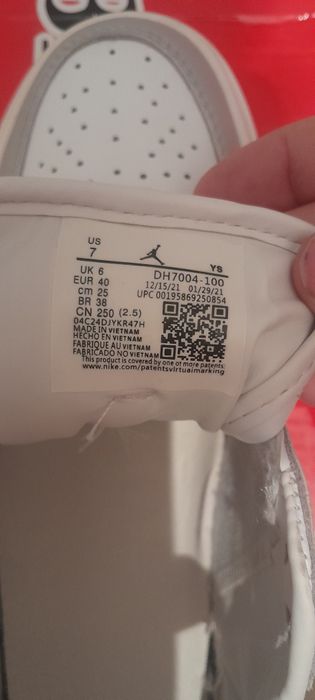 US
7
YS
UK 6
DH7004-100
EUR 40
12/15/21 01/29/21
cm 25
UPC 00195869250854
BR 38
CN 250 (2.5)
04C24DJYKR47H
MADE IN VIETNAM
HECHO EN VIETNAM
FABRIQUE AU VIETNAM
FABRICADO NO VIETNAM
This product is covered by one or more patents
www.nike.com/patentsvirtualmarking